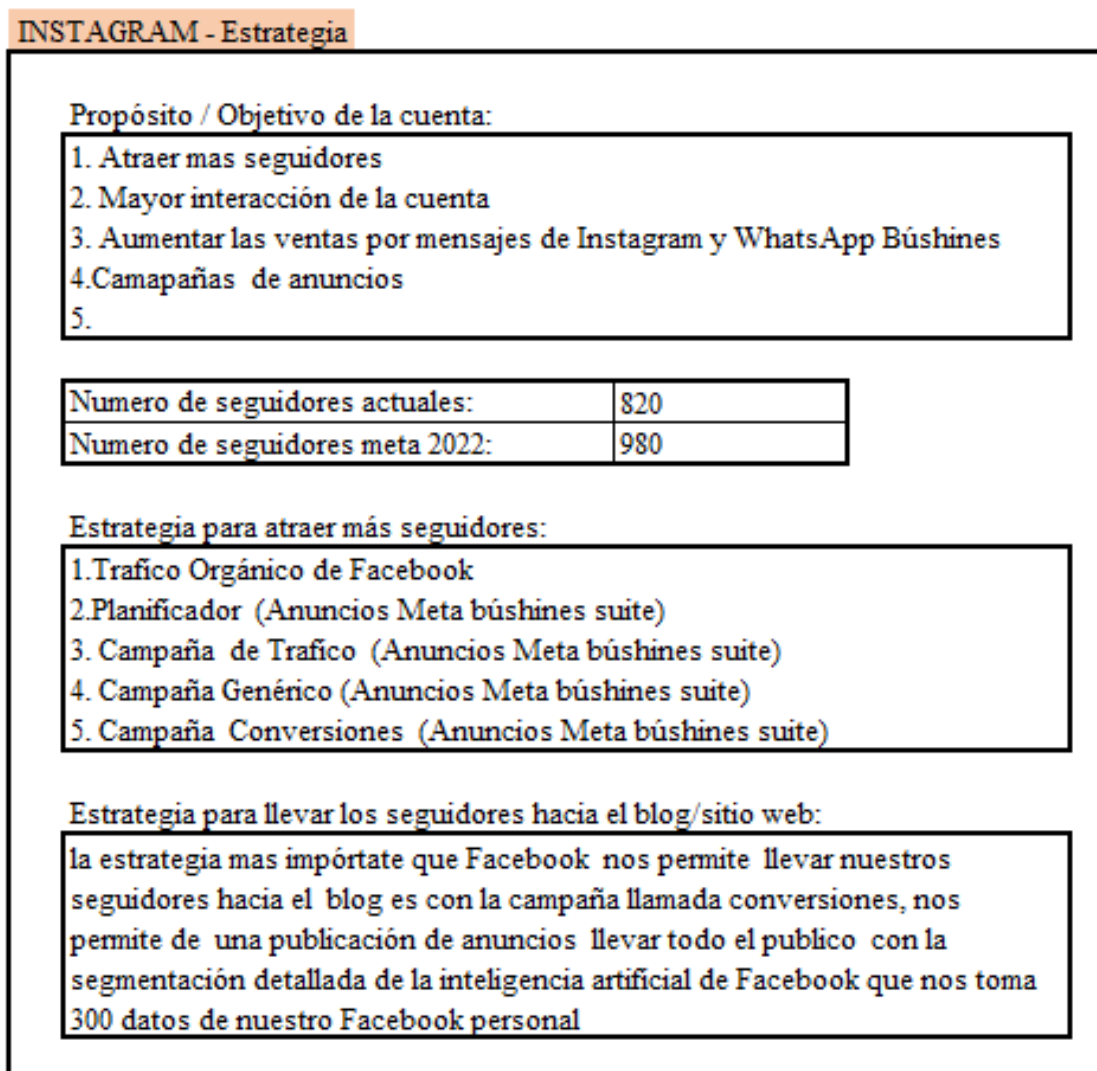 INSTAGRAM - Estrategia
Propósito / Objetivo de la cuenta:
1. Atraer mas seguidores
2. Mayor interacción de la cuenta
3. Aumentar las ventas por mensajes de Instagram y WhatsApp Búshines
4.Camapañas de anuncios
5.
Numero de seguidores actuales: 820
Numero de seguidores meta 2022: 980
Estrategia para atraer más seguidores:
1.Trafico Orgánico de Facebook
2.Planificador (Anuncios Meta búshines suite)
3. Campaña de Trafico (Anuncios Meta búshines suite)
4. Campaña Genérico (Anuncios Meta búshines suite)
5. Campaña Conversiones (Anuncios Meta búshines suite)
Estrategia para llevar los seguidores hacia el blog/sitio web:
la estrategia mas impórtate que Facebook nos permite llevar nuestros
seguidores hacia el blog es con la campaña llamada conversiones, nos
permite de una publicación de anuncios llevar todo el publico con la
segmentación detallada de la inteligencia artificial de Facebook que nos toma
300 datos de nuestro Facebook personal